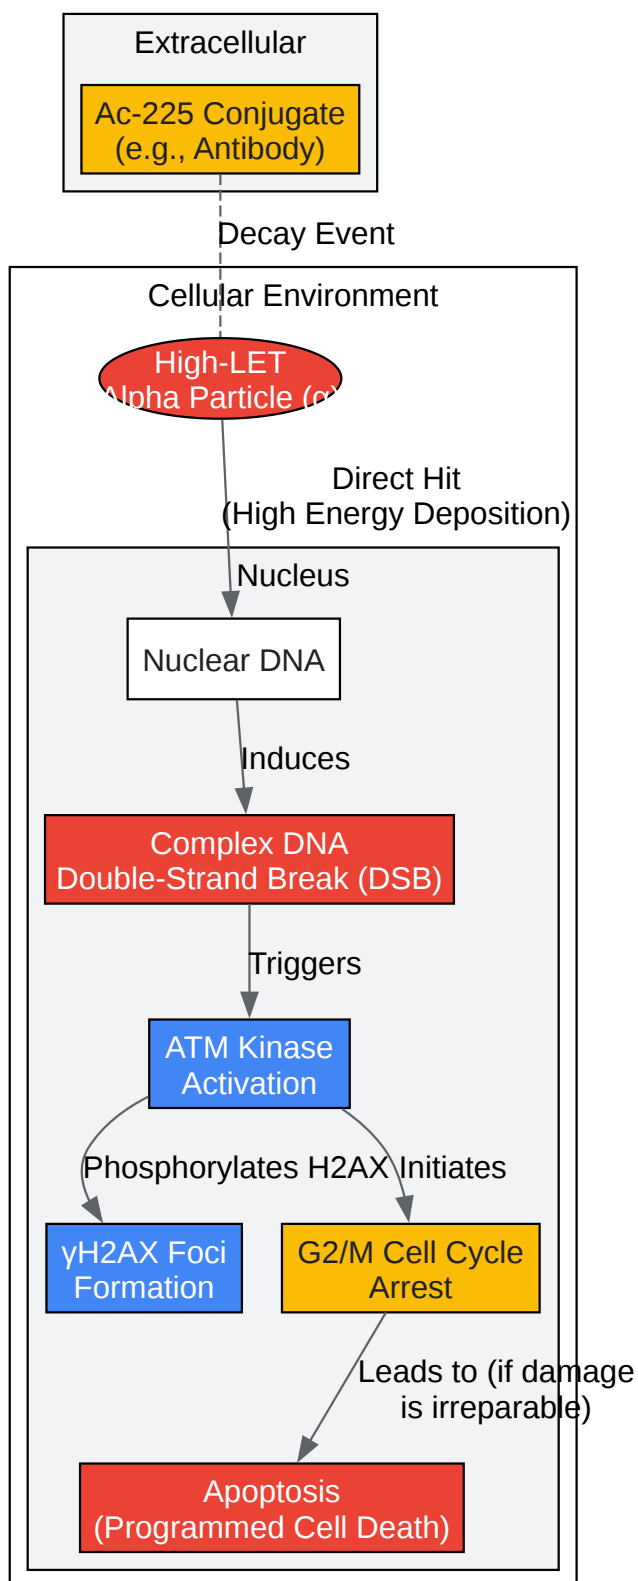 Extracellular
Ac-225 Conjugate
(e.g., Antibody)
Decay Event
Cellular Environment
High-LET
Alpha Particle (α)
Direct Hit
(High Energy Deposition)
Nucleus
Nuclear DNA
Induces
Complex DNA
Double-Strand Break (DSB)
Triggers
ATM Kinase
Activation
Phosphorylates H2AX
Initiates
γH2AX Foci
Formation
G2/M Cell Cycle
Arrest
Leads to (if damage
is irreparable)
Apoptosis
(Programmed Cell Death)